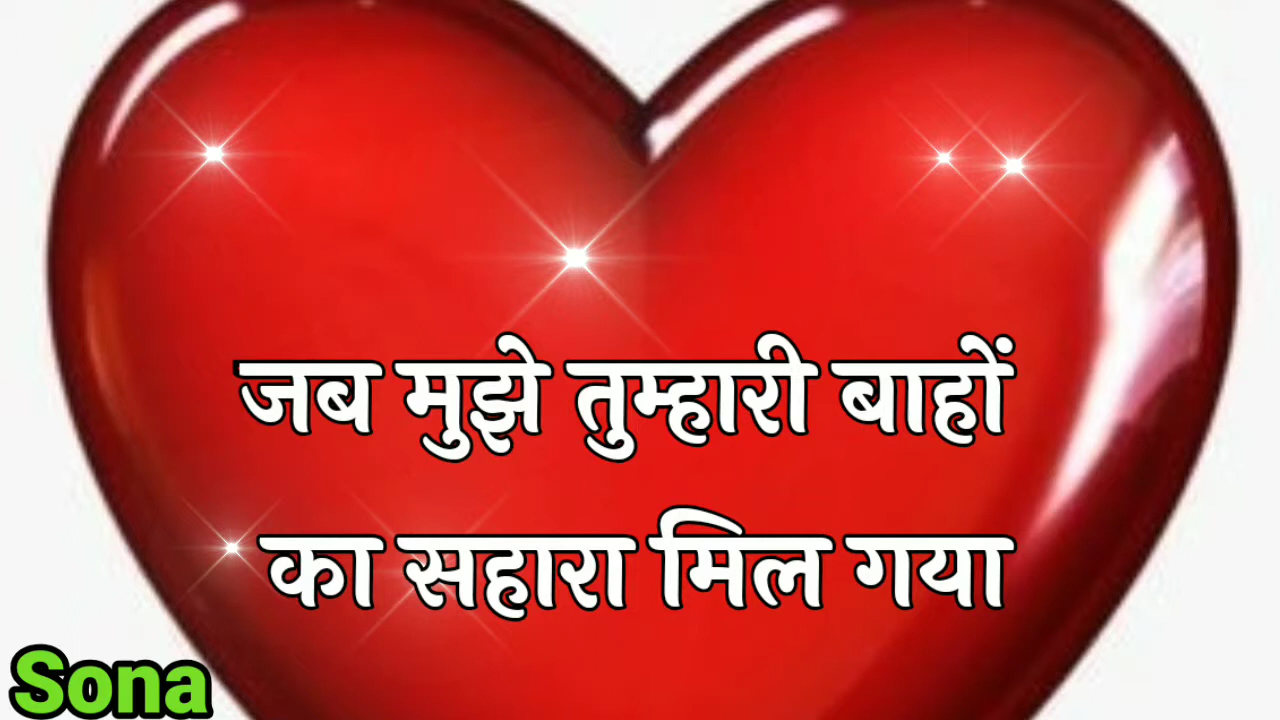 जब मुझे तुम्हारी बाहों
का सहारा मिल गया
Sona